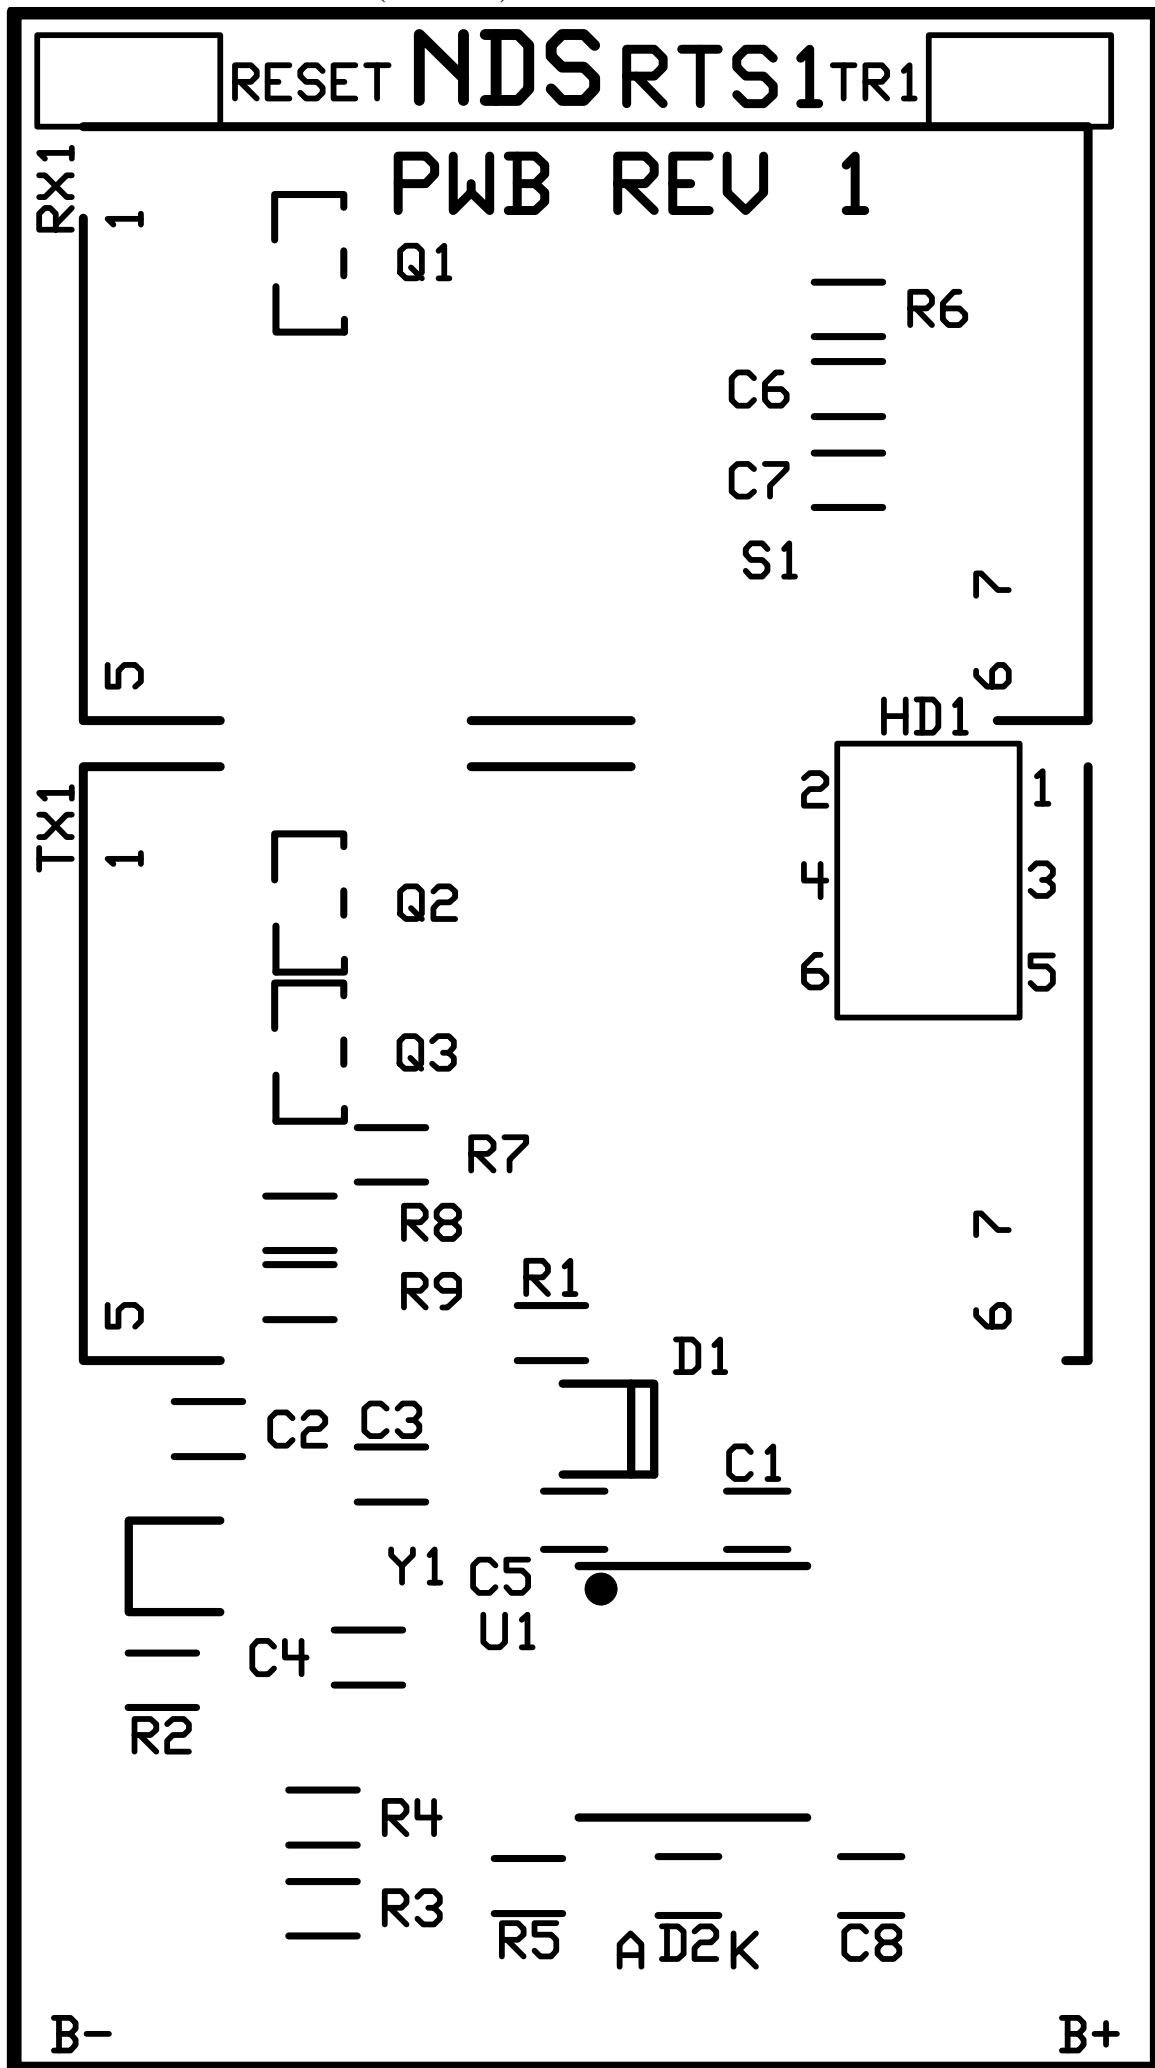 RESET NDS RTS1 TR1
PWB REV 1
RX1
1
Q1
R6
C6
C7
S1
7
5
6
HD1
TX1
2 1
1
4 3
Q2
6 5
Q3
R7
R8
7
R9
R1
5
6
D1
C2
C3
C1
Y1
C5
U1
C4
R2
R4
R3
R5
A D2 K
C8
B- B+